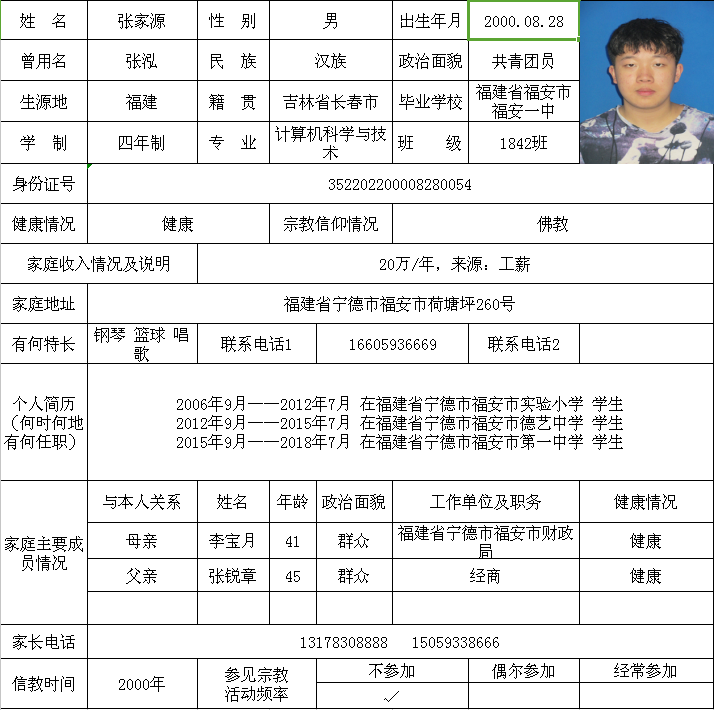 姓 名 张家源 性 别 男 出生年月 2000.08.28
曾用名 张泓 民 族 汉族 政治面貌 共青团员
生源地 福建 籍 贯 吉林省长春市 毕业学校 福建省福安市
福安一中
学 制 四年制 专 业 计算机科学与技
术 班 级 1842班
身份证号 352202200008280054
健康情况 健康 宗教信仰情况 佛教
家庭收入情况及说明 20万/年，来源：工薪
家庭地址 福建省宁德市福安市荷塘坪260号
有何特长 钢琴 篮球 唱
歌 联系电话1 16605936669 联系电话2
个人简历
（何时何地
有何任职）
2006年9月——2012年7月 在福建省宁德市福安市实验小学 学生
2012年9月——2015年7月 在福建省宁德市福安市德艺中学 学生
2015年9月——2018年7月 在福建省宁德市福安市第一中学 学生
家庭主要成
员情况
与本人关系 姓名 年龄 政治面貌 工作单位及职务 健康情况
母亲 李宝月 41 群众 福建省宁德市福安市财政
局 健康
父亲 张锐章 45 群众 经商 健康
家长电话 13178308888 15059338666
信教时间 2000年 参见宗教
活动频率 不参加 偶尔参加 经常参加
✓